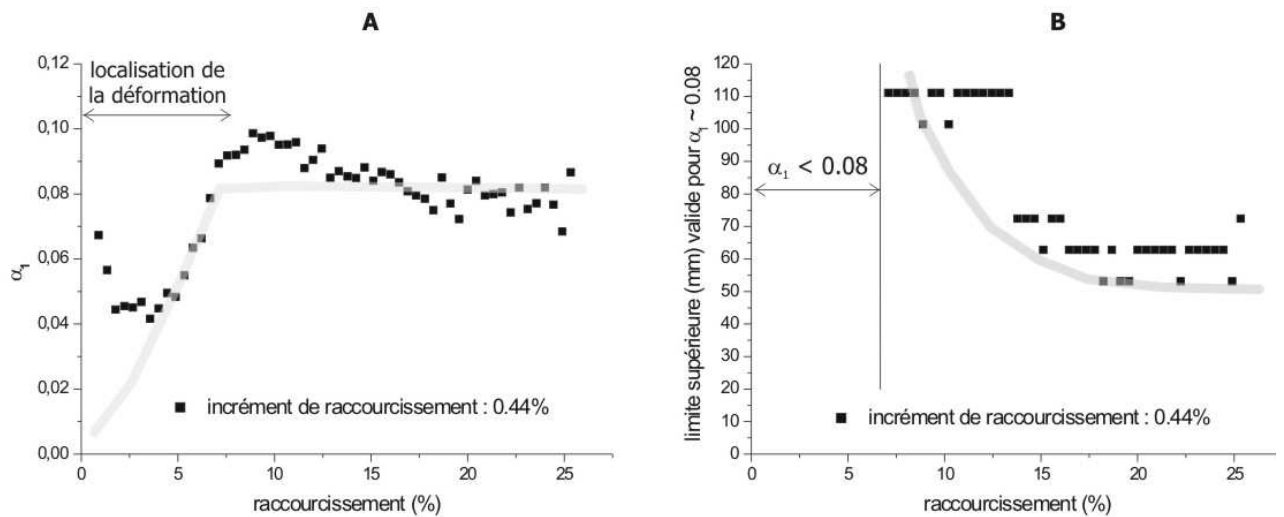 A
0,12
0,10
0,08
0,06
0,04
0,02
0,00
α₁
localisation de
la déformation
incrément de raccourcissement : 0.44%
0 5 10 15 20 25
raccourcissement (%)
B
120
110
100
90
80
70
60
50
40
30
20
10
0
limite supérieure (mm) valide pour α₁ ~ 0.08
α₁ < 0.08
incrément de raccourcissement : 0.44%
0 5 10 15 20 25
raccourcissement (%)